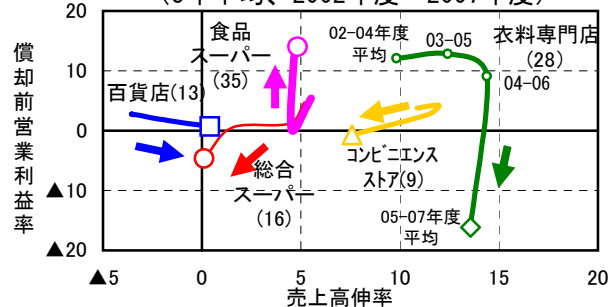 (3ヶ年平均、2002年度~2007年度)
20
10
0
▲10
▲20
償却前営業利益率
食品
スーパー
(35)
02-04年度
平均
03-05
衣料専門店
(28)
04-06
百貨店(13)
総合
スーパー
(16)
コンビニエンス
ストア(9)
05-07年度
平均
▲5
0
5
10
15
売上高伸率